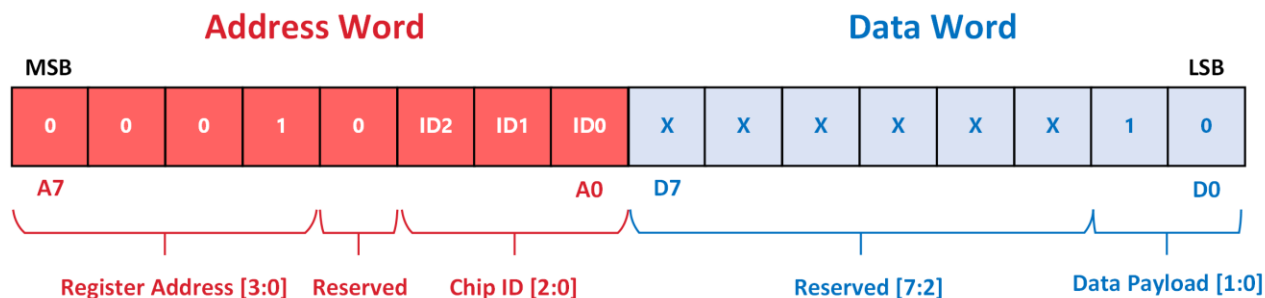 Address Word Data Word
MSB LSB
0 0 0 1 0 ID2 ID1 ID0 X X X X X X 1 0
A7 A0 D7 D0
Register Address [3:0] Reserved Chip ID [2:0] Reserved [7:2] Data Payload [1:0]